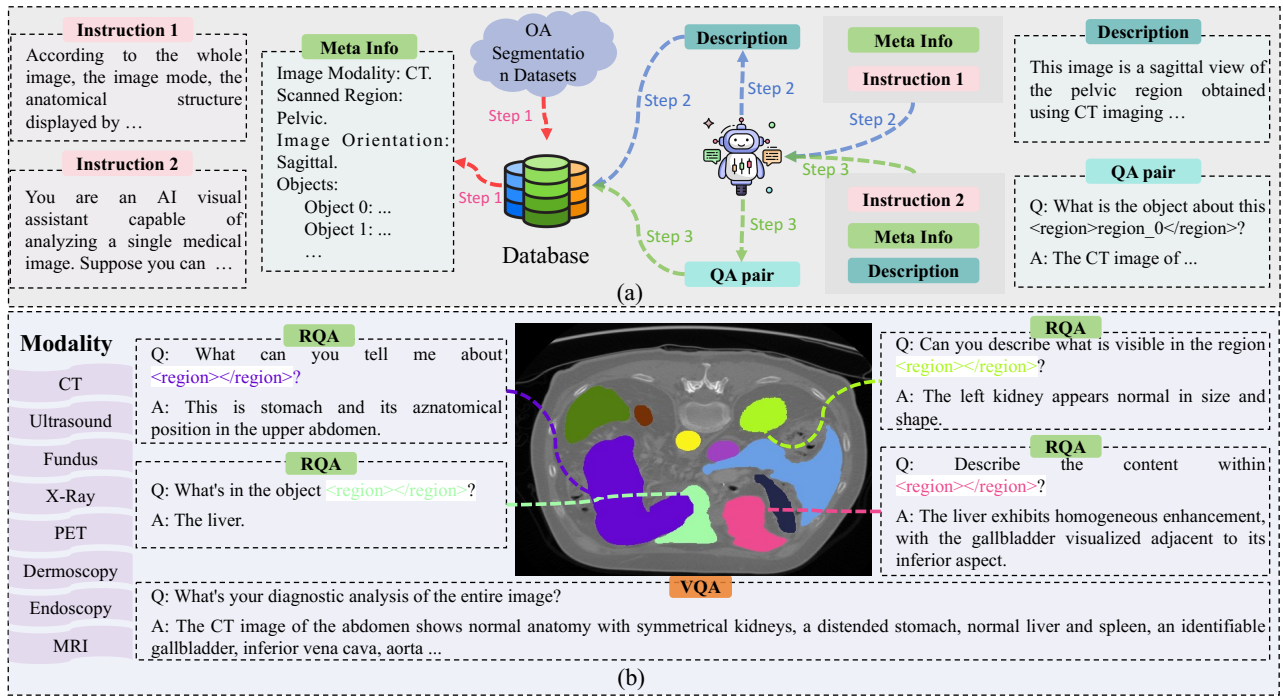 Instruction 1
According to the whole
image, the image mode, the
anatomical structure
displayed by …
Instruction 2
You are an AI visual
assistant capable of
analyzing a single medical
image. Suppose you can …
Meta Info
Image Modality: CT.
Scanned Region:
Pelvic.
Image Orientation:
Sagittal.
Objects:
Object 0: ...
Object 1: ...
…
OA
Segmentatio
n Datasets
Step 1
Step 1
Database
Description
Step 2
Step 2
Step 2
Step 3
Step 3
Step 3
QA pair
Meta Info
Instruction 1
Instruction 2
Meta Info
Description
Description
This image is a sagittal view of
the pelvic region obtained
using CT imaging …
QA pair
Q: What is the object about this
<region>region_0</region>?
A: The CT image of ...
(a)
Modality
CT
Ultrasound
Fundus
X-Ray
PET
Dermoscopy
Endoscopy
MRI
RQA
Q: What can you tell me about
<region></region>?
A: This is stomach and its aznatomical
position in the upper abdomen.
RQA
Q: What's in the object <region></region>?
A: The liver.
RQA
Q: Can you describe what is visible in the region
<region></region>?
A: The left kidney appears normal in size and
shape.
RQA
Q: Describe the content within
<region></region>?
A: The liver exhibits homogeneous enhancement,
with the gallbladder visualized adjacent to its
inferior aspect.
VQA
Q: What's your diagnostic analysis of the entire image?
A: The CT image of the abdomen shows normal anatomy with symmetrical kidneys, a distended stomach, normal liver and spleen, an identifiable
gallbladder, inferior vena cava, aorta ...
(b)